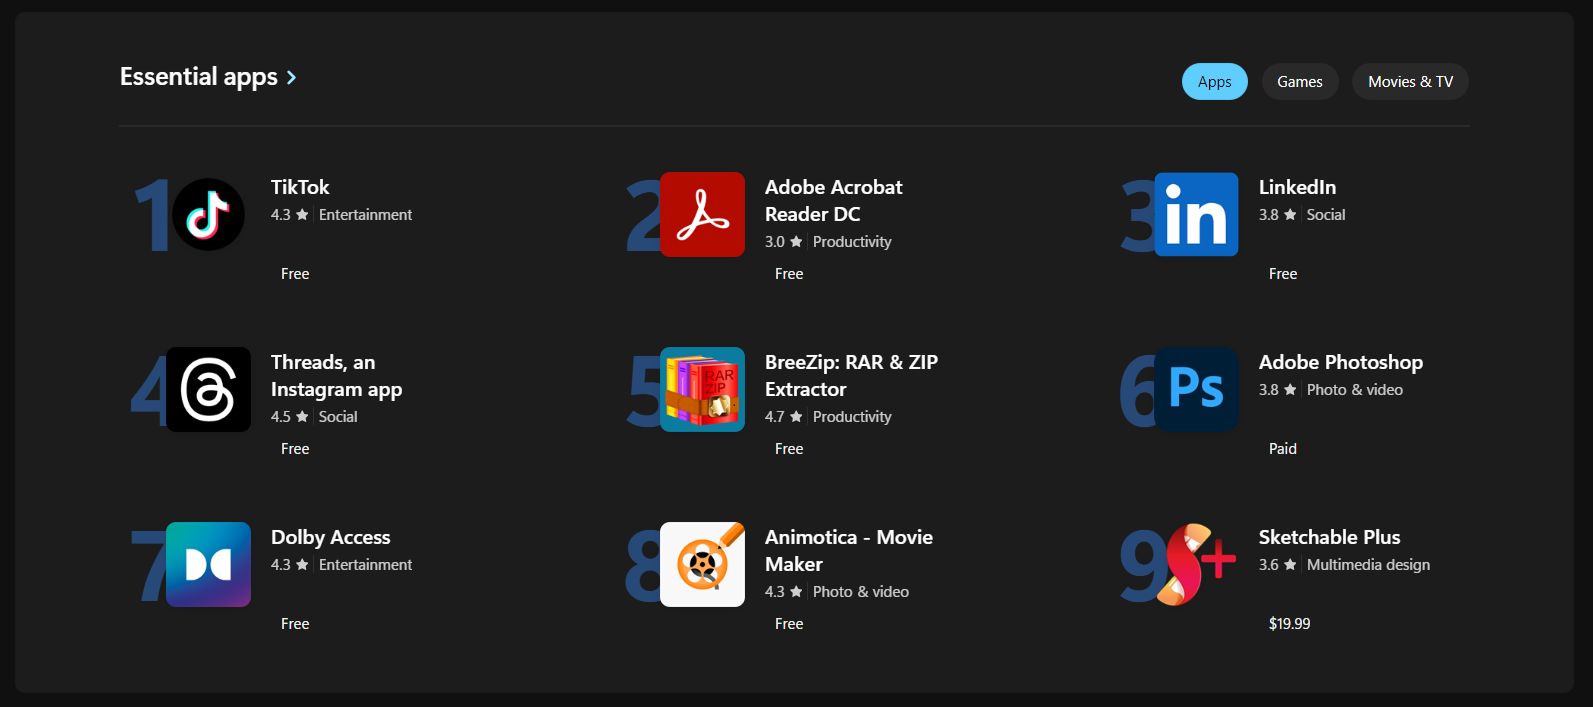 Essential apps
Apps
Games
Movies & TV
1
TikTok
4.3 ★ Entertainment
Free
2
Adobe Acrobat
Reader DC
3.0 ★ Productivity
Free
3
in
LinkedIn
3.8 ★ Social
Free
4
Threads, an
Instagram app
4.5 ★ Social
Free
5
RAR
ZIP
BreeZip: RAR & ZIP
Extractor
4.7 ★ Productivity
Free
6
Ps
Adobe Photoshop
3.8 ★ Photo & video
Paid
7
Dolby Access
4.3 ★ Entertainment
Free
8
Animotica - Movie
Maker
4.3 ★ Photo & video
Free
9
S+
Sketchable Plus
3.6 ★ Multimedia design
$19.99